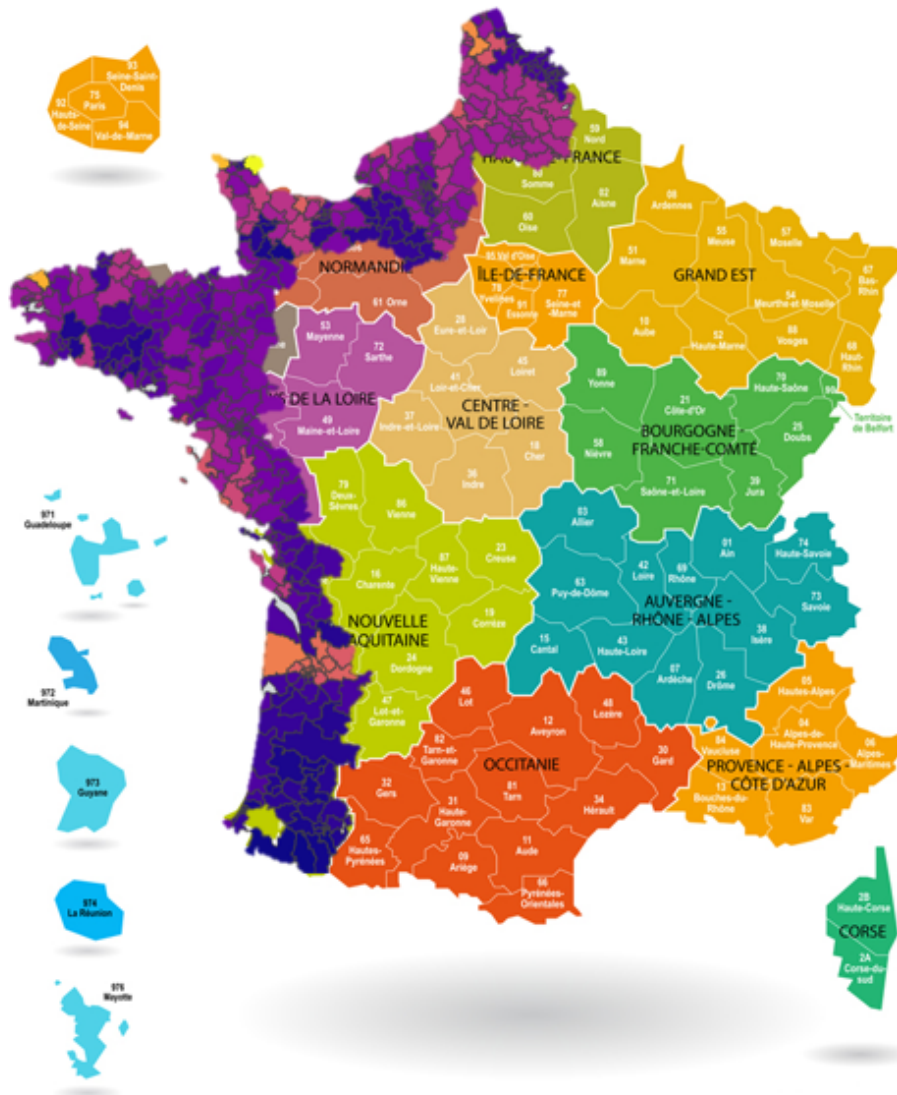 93
Seine-Saint-
Denis
75
Paris
92
Hauts-
de-Seine
94
Val-de-Marne
59
Nord
FRANCE
80
Somme
02
Aisne
60
Oise
08
Ardennes
55
Meuse
57
Moselle
51
Marne
GRAND EST
67
Bas-
Rhin
54
Meurthe-et-Moselle
10
Aube
52
Haute-Marne
88
Vosges
68
Haut-
Rhin
NORMANDIE
61 Orne
95 Val d'Oise
ÎLE-DE-FRANCE
78
Yvelines
91
Essonne
77
Seine-et-
Marne
53
Mayenne
72
Sarthe
S DE LA LOIRE
49
Maine-et-Loire
28
Eure-et-Loir
45
Loiret
41
Loir-et-Cher
CENTRE -
VAL DE LOIRE
37
Indre-et-Loire
18
Cher
36
Indre
89
Yonne
21
Côte-d'Or
70
Haute-Saône
90
Territoire
de Belfort
25
Doubs
BOURGOGNE -
FRANCHE-COMTÉ
58
Nièvre
71
Saône-et-Loire
39
Jura
79
Deux-
Sèvres
86
Vienne
87
Haute-
Vienne
23
Creuse
16
Charente
NOUVELLE
AQUITAINE
19
Corrèze
24
Dordogne
47
Lot-et-
Garonne
03
Allier
01
Ain
74
Haute-Savoie
42
Loire
69
Rhône
63
Puy-de-Dôme
73
Savoie
AUVERGNE -
RHÔNE - ALPES
15
Cantal
43
Haute-Loire
38
Isère
07
Ardèche
26
Drôme
46
Lot
48
Lozère
12
Aveyron
82
Tarn-et-
Garonne
OCCITANIE
30
Gard
32
Gers
81
Tarn
31
Haute-
Garonne
34
Hérault
65
Hautes-
Pyrénées
09
Ariège
11
Aude
66
Pyrénées-
Orientales
05
Hautes-Alpes
04
Alpes-de-
Haute-Provence
06
Alpes-
Maritimes
84
Vaucluse
PROVENCE - ALPES -
CÔTE D'AZUR
13
Bouches-du-
Rhône
83
Var
2B
Haute-Corse
CORSE
2A
Corse-du-
sud
971
Guadeloupe
972
Martinique
973
Guyane
974
La Réunion
976
Mayotte